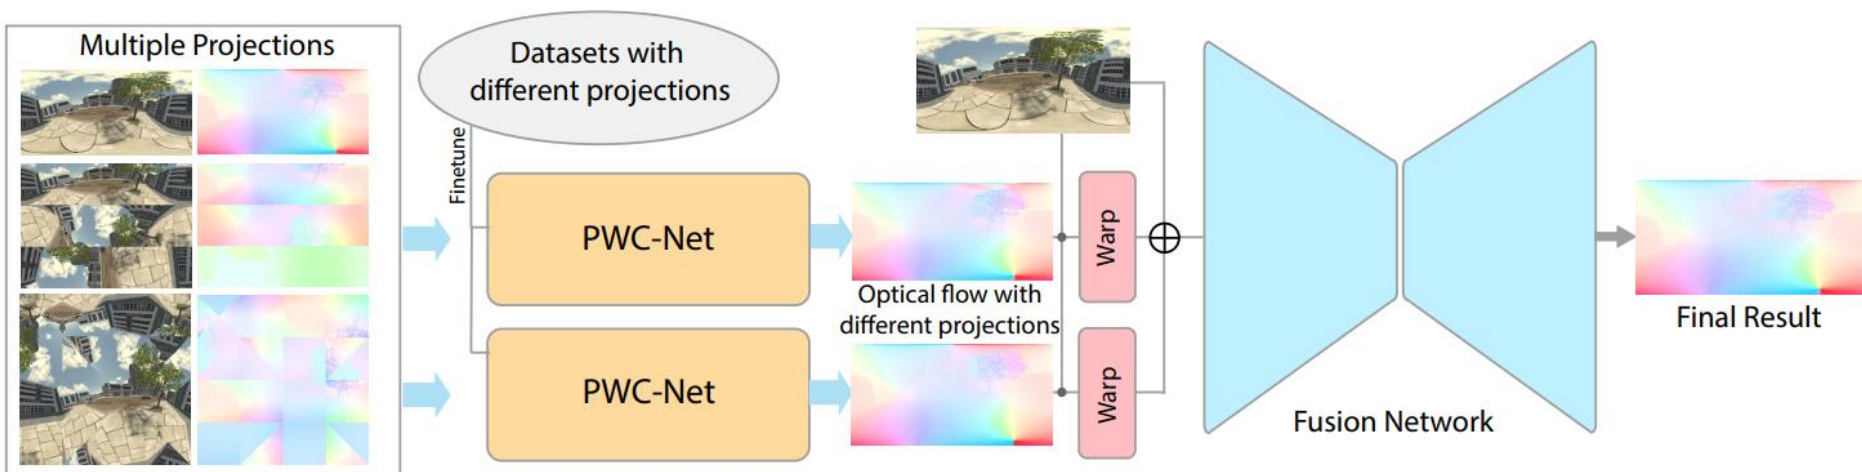 Multiple Projections
Datasets with
different projections
Finetune
PWC-Net
PWC-Net
Optical flow with
different projections
Warp
Warp
Fusion Network
Final Result